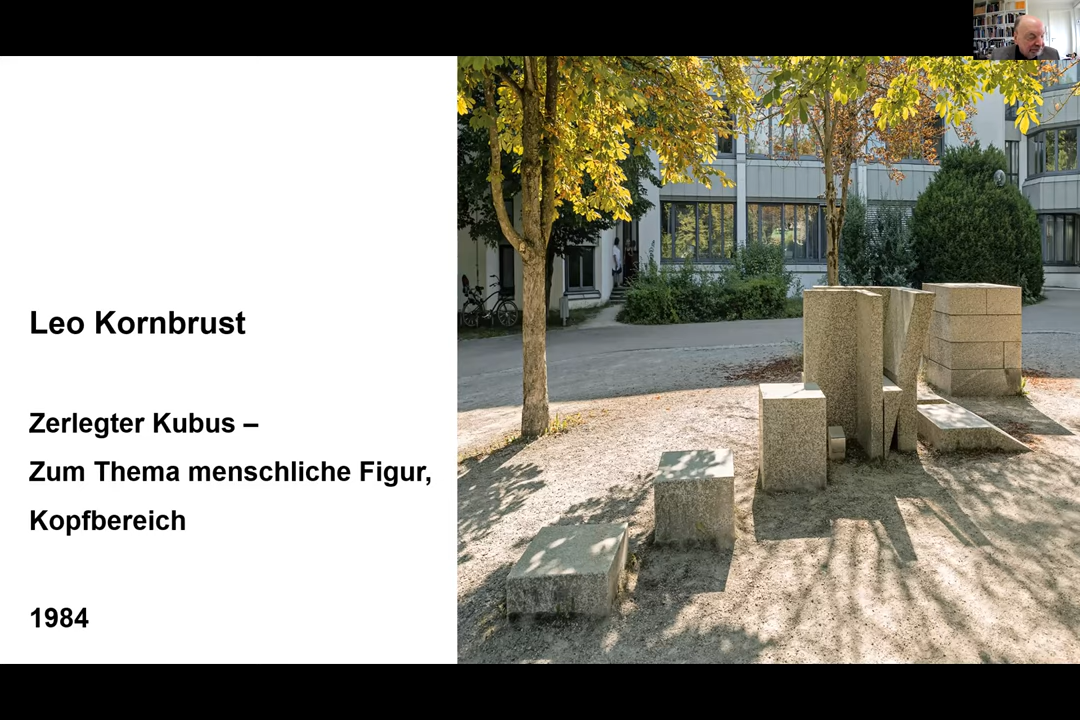 Leo Kornbrust
Zerlegter Kubus –
Zum Thema menschliche Figur,
Kopfbereich
1984